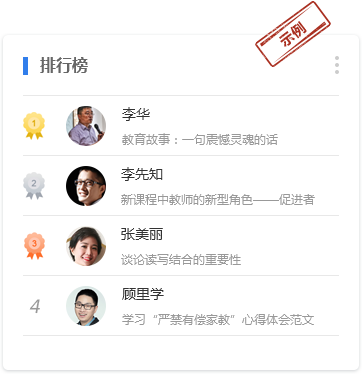 示例
排行榜
1
李华
教育故事：一句震憾灵魂的话
2
李先知
新课程中教师的新型角色——促进者
3
张美丽
谈论读写结合的重要性
4
顾里学
学习“严禁有偿家教”心得体会范文